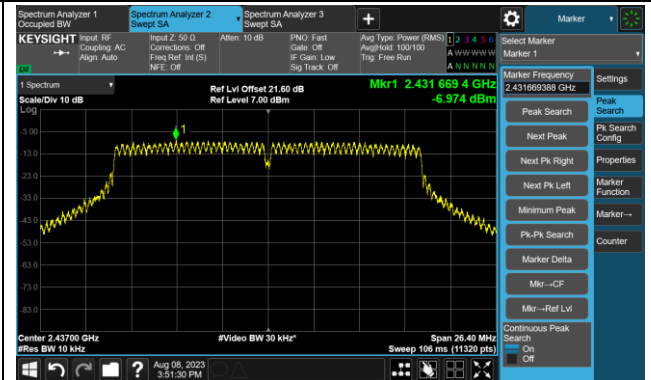 Spectrum Analyzer 1
Occupied BW
Spectrum Analyzer 2
Swept SA
Spectrum Analyzer 3
Swept SA
+
Marker
KEYSIGHT
Input: RF
Coupling: AC
Align: Auto
Input Z: 50 Ω
Corrections: Off
Freq Ref: Int (S)
NFE: Off
Atten: 10 dB
PNO: Fast
Gate: Off
IF Gain: Low
Sig Track: Off
Avg Type: Power (RMS)
Avg|Hold: 100/100
Trig: Free Run
1 2 3 4 5 6
A W W W W W
A N N N N N
Select Marker
Marker 1
1 Spectrum
Scale/Div 10 dB
Log
Ref Lvl Offset 21.60 dB
Ref Level 7.00 dBm
Mkr1 2.431 669 4 GHz
-6.974 dBm
1
-3.00
-13.0
-23.0
-33.0
-43.0
-53.0
-63.0
-73.0
-83.0
Center 2.43700 GHz
#Res BW 10 kHz
#Video BW 30 kHz*
Span 26.40 MHz
Sweep 106 ms (11320 pts)
Marker Frequency
2.431669388 GHz
Peak Search
Next Peak
Next Pk Right
Next Pk Left
Minimum Peak
Pk-Pk Search
Marker Delta
Mkr→CF
Mkr→Ref Lvl
Continuous Peak
Search
On
Off
Settings
Peak
Search
Pk Search
Config
Properties
Marker
Function
Marker→
Counter
?
Aug 08, 2023
3:51:30 PM